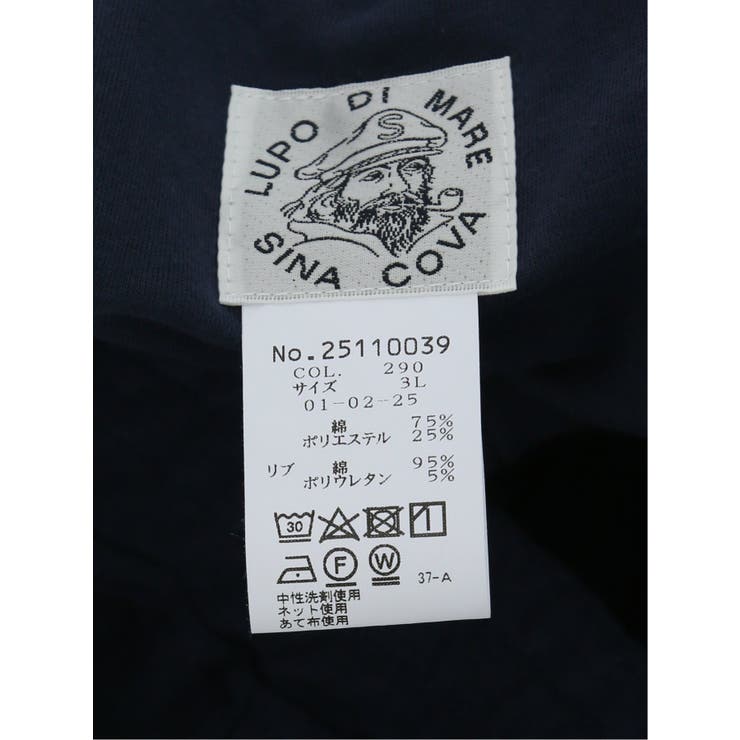 LUPO DI MARE
S
SINA COVA
No.25110039
COL. 290
サイズ 3L
01-02-25
綿 75%
ポリエステル 25%
リブ 綿 95%
ポリウレタン 5%
30
F W 37-A
中性洗剤使用
ネット使用
あて布使用